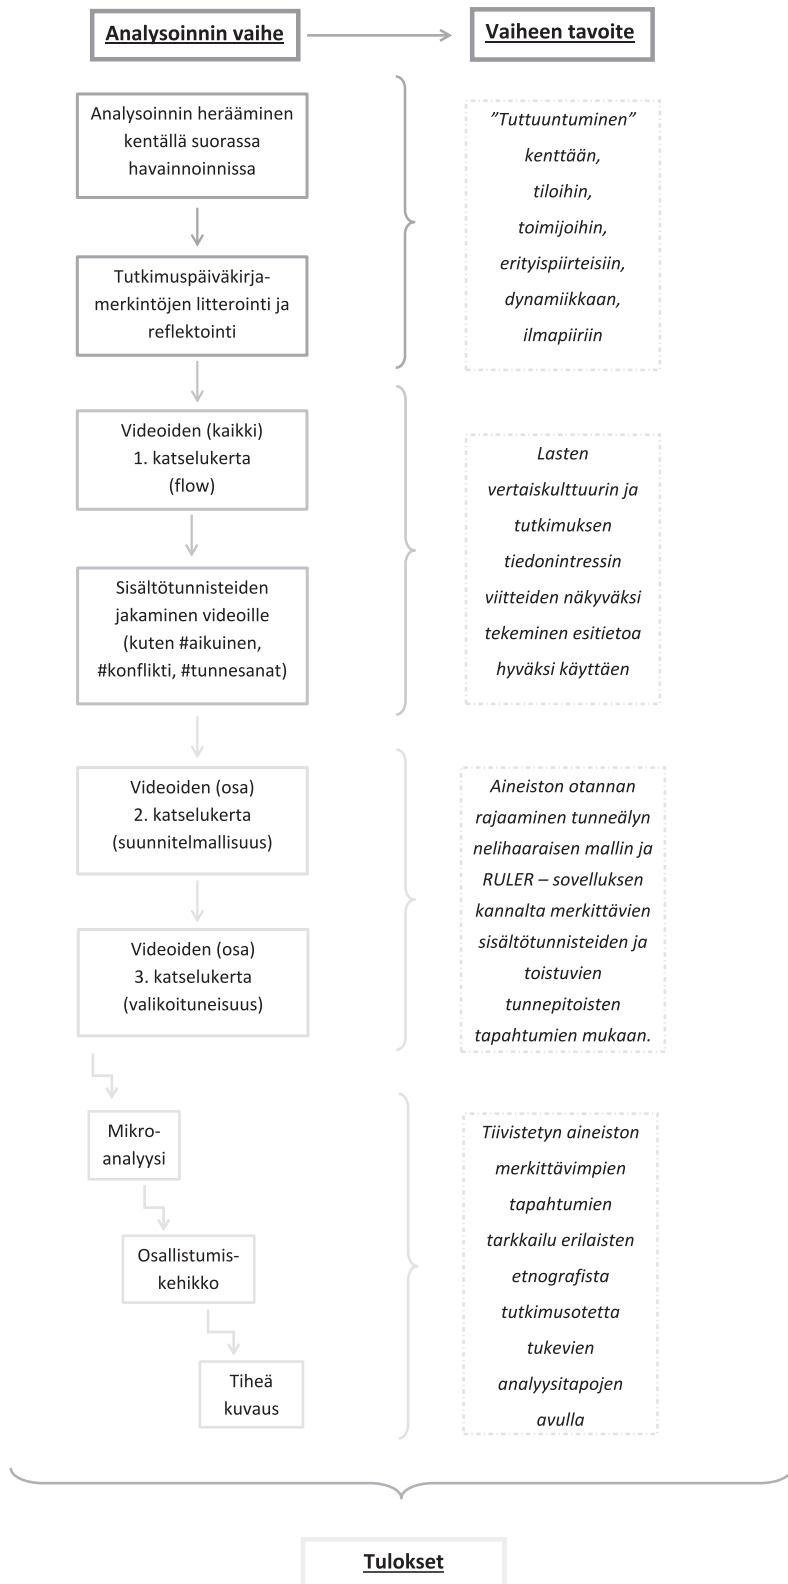 Analysoinnin vaihe
Vaiheen tavoite
Analysoinnin herääminen
kentällä suorassa
havainnoinnissa
Tutkimuspäiväkirja-
merkintöjen litterointi ja
reflektointi
”Tuttuuntuminen”
kenttään,
tiloihin,
toimijoihin,
erityispiirteisiin,
dynamiikkaan,
ilmapiiriin
Videoiden (kaikki)
1. katselukerta
(flow)
Sisältötunnisteiden
jakaminen videoille
(kuten #aikuinen,
#konflikti, #tunnesanat)
Lasten
vertaiskulttuurin ja
tutkimuksen
tiedonintressin
viitteiden näkyväksi
tekeminen esitietoa
hyväksi käyttäen
Videoiden (osa)
2. katselukerta
(suunnitelmallisuus)
Videoiden (osa)
3. katselukerta
(valikoituneisuus)
Aineiston otannan
rajaaminen tunneälyn
nelihaaraisen mallin ja
RULER – sovelluksen
kannalta merkittävien
sisältötunnisteiden ja
toistuvien
tunnepitoisten
tapahtumien mukaan.
Mikro-
analyysi
Osallistumis-
kehikko
Tiheä
kuvaus
Tiivistetyn aineiston
merkittävimpien
tapahtumien
tarkkailu erilaisten
etnografista
tutkimusotetta
tukevien
analyysitapojen
avulla
Tulokset